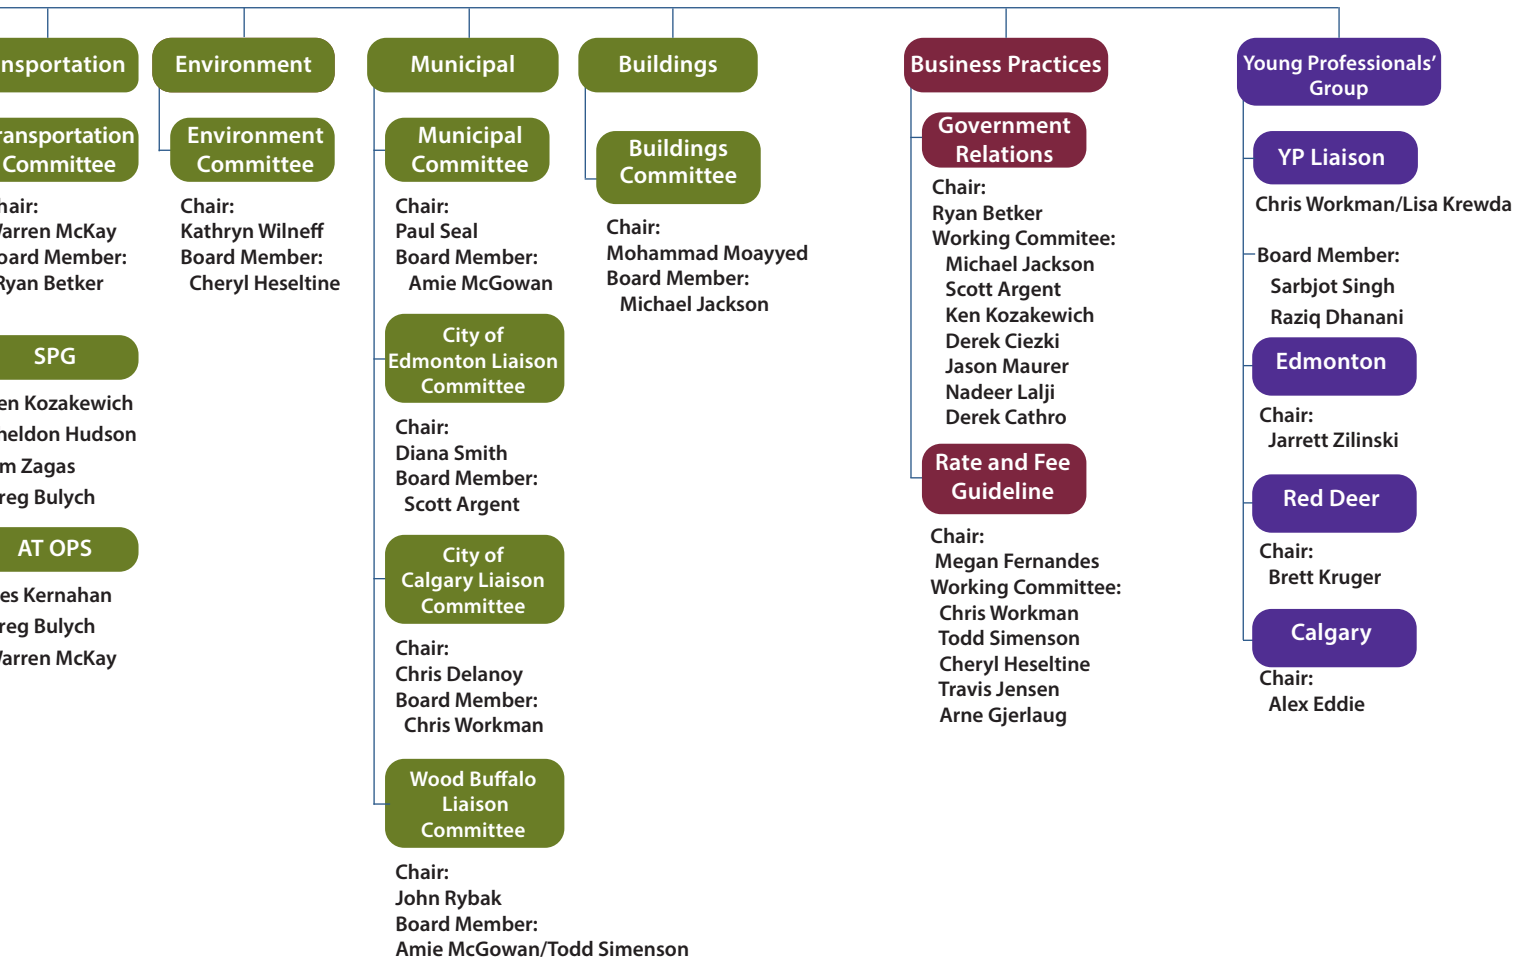 nsportation
ransportation
Committee
hair:
arren McKay
oard Member:
Ryan Betker
SPG
en Kozakewich
heldon Hudson
m Zagas
reg Bulych
AT OPS
es Kernahan
reg Bulych
arren McKay
Environment
Environment
Committee
Chair:
Kathryn Wilneff
Board Member:
Cheryl Heseltine
Municipal
Municipal
Committee
Chair:
Paul Seal
Board Member:
Amie McGowan
City of
Edmonton Liaison
Committee
Chair:
Diana Smith
Board Member:
Scott Argent
City of
Calgary Liaison
Committee
Chair:
Chris Delanoy
Board Member:
Chris Workman
Wood Buffalo
Liaison
Committee
Chair:
John Rybak
Board Member:
Amie McGowan/Todd Simenson
Buildings
Buildings
Committee
Chair:
Mohammad Moayyed
Board Member:
Michael Jackson
Business Practices
Government
Relations
Chair:
Ryan Betker
Working Commitee:
Michael Jackson
Scott Argent
Ken Kozakewich
Derek Ciezki
Jason Maurer
Nadeer Lalji
Derek Cathro
Rate and Fee
Guideline
Chair:
Megan Fernandes
Working Committee:
Chris Workman
Todd Simenson
Cheryl Heseltine
Travis Jensen
Arne Gjerlaug
Young Professionals'
Group
YP Liaison
Chris Workman/Lisa Krewda
Board Member:
Sarbjot Singh
Raziq Dhanani
Edmonton
Chair:
Jarrett Zilinski
Red Deer
Chair:
Brett Kruger
Calgary
Chair:
Alex Eddie